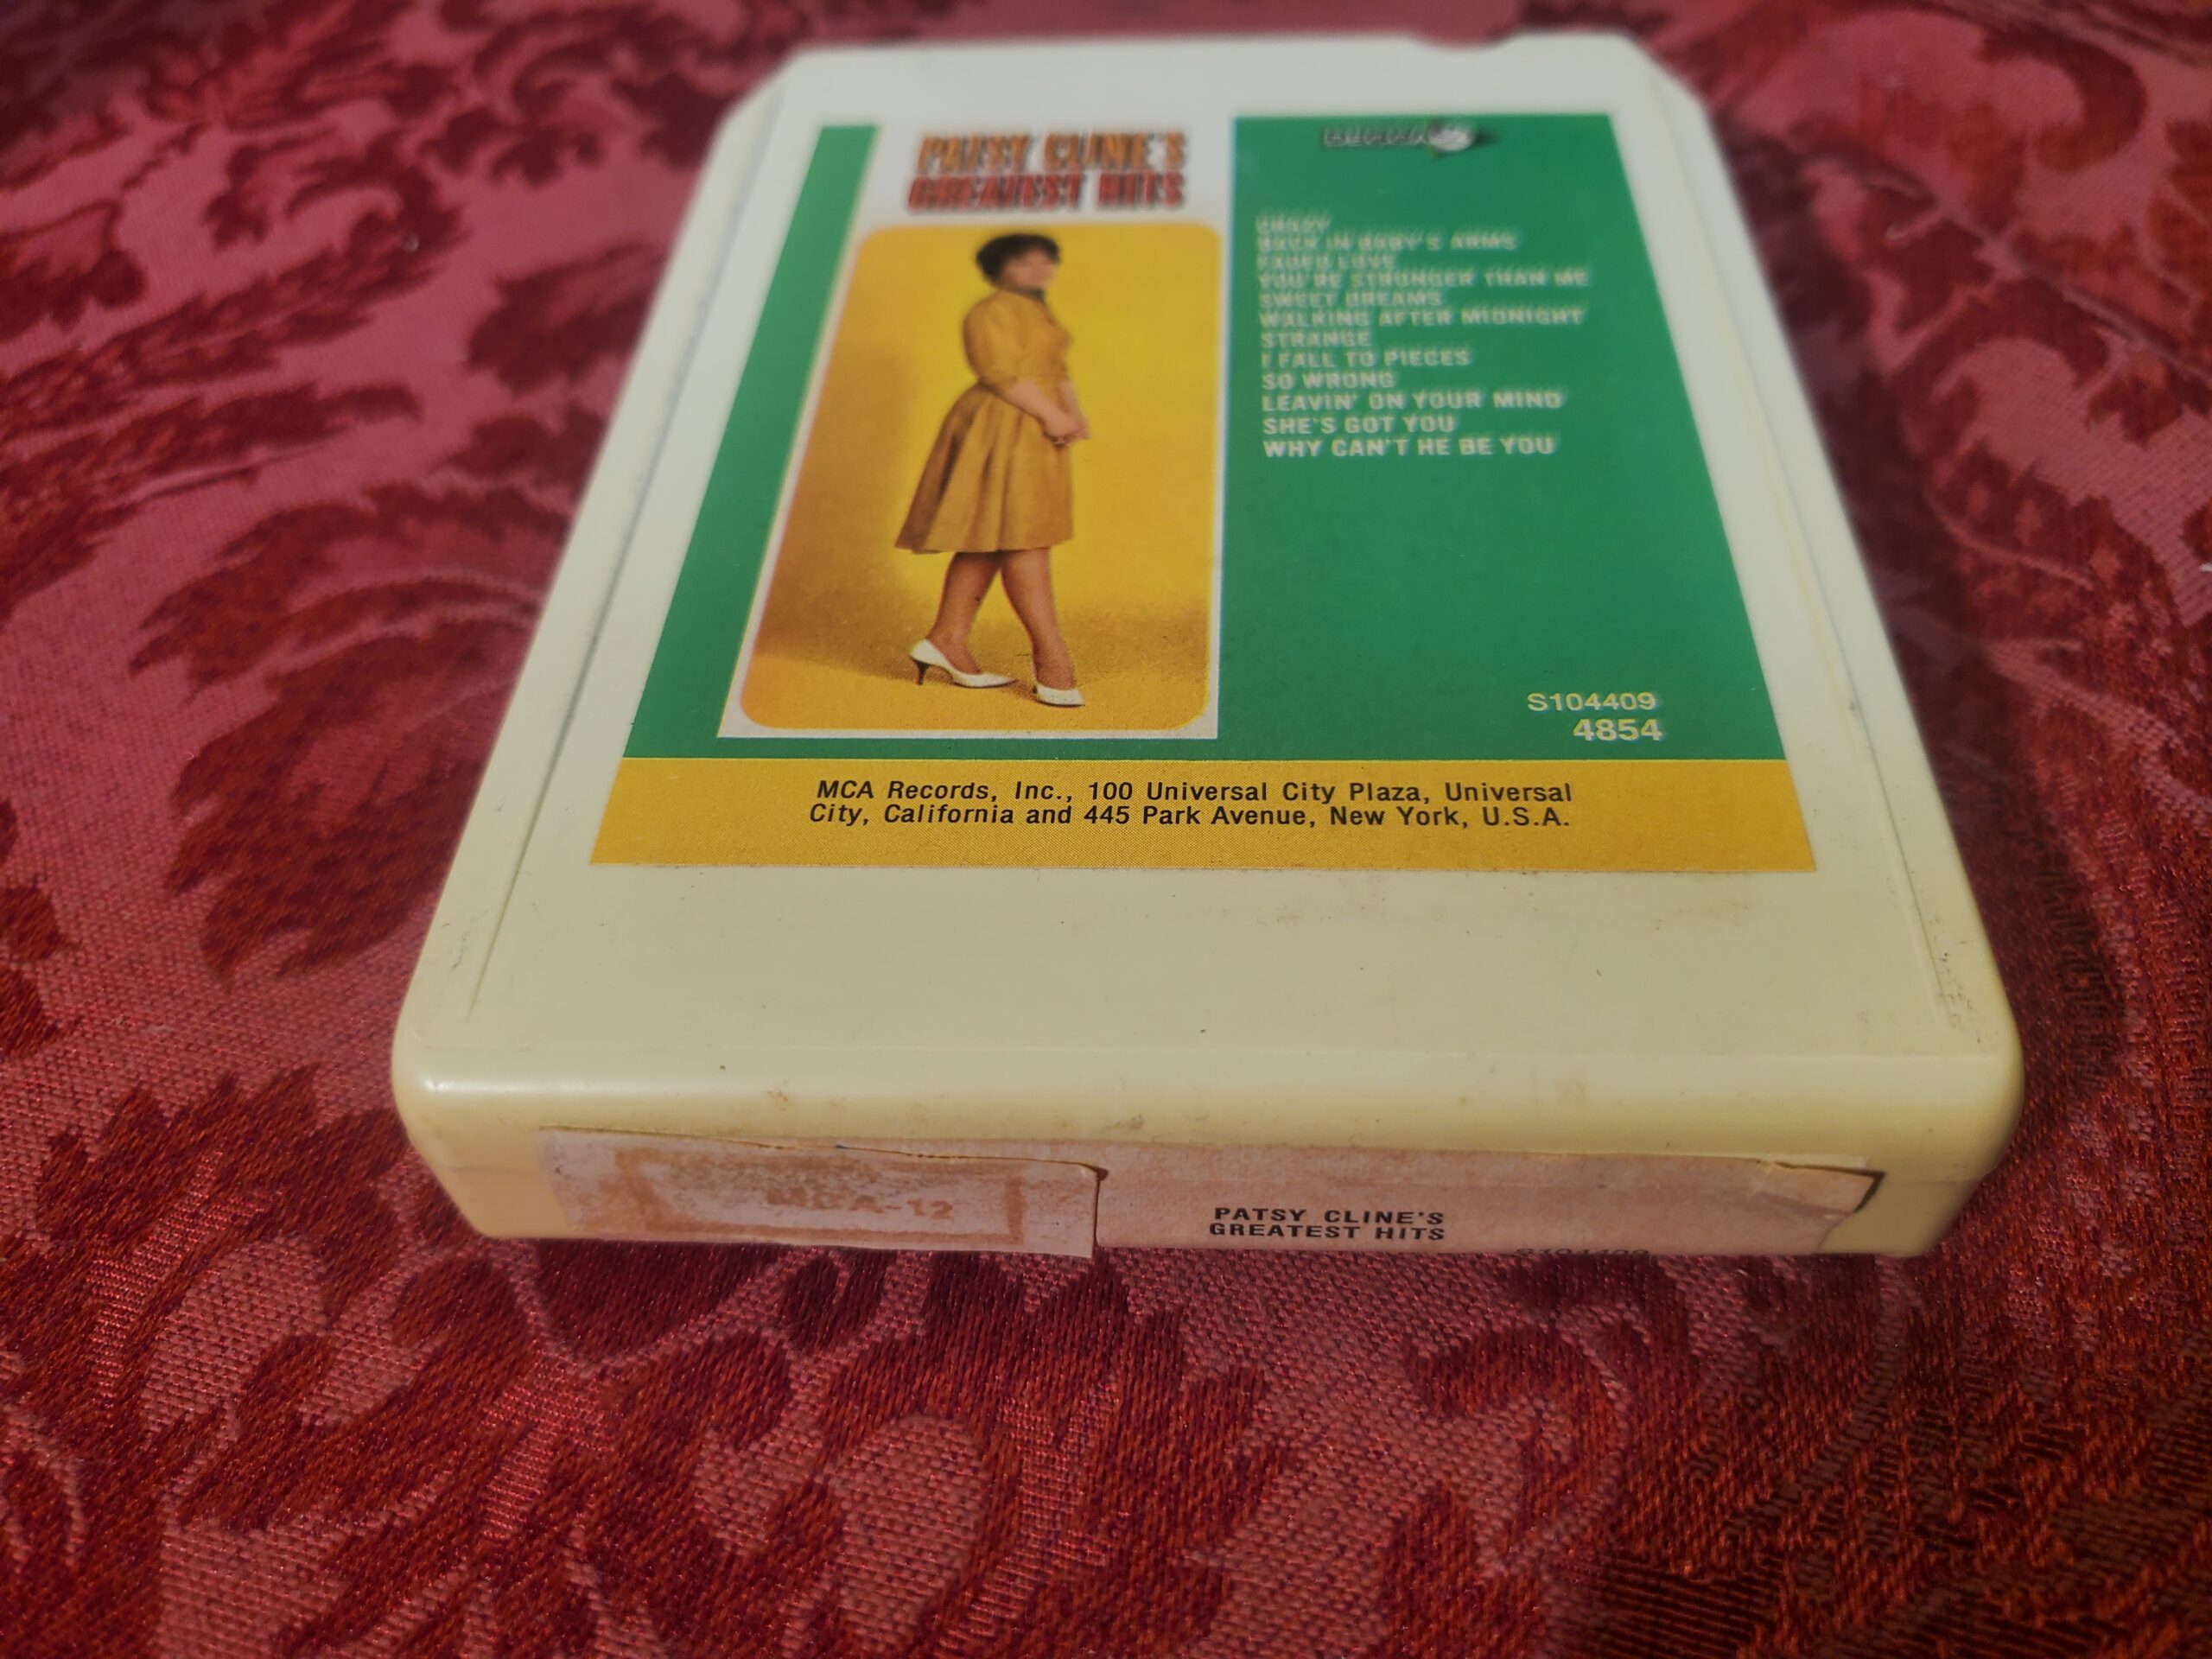 PATSY CLINE'S
GREATEST HITS
DECCA
CRAZY
BACK IN BABY'S ARMS
FADED LOVE
YOU'RE STRONGER THAN ME
SWEET DREAMS
WALKING AFTER MIDNIGHT
STRANGE
I FALL TO PIECES
SO WRONG
LEAVIN' ON YOUR MIND
SHE'S GOT YOU
WHY CAN'T HE BE YOU
S104409
4854
MCA Records, Inc., 100 Universal City Plaza, Universal
City, California and 445 Park Avenue, New York, U.S.A.
MCA-12
PATSY CLINE'S
GREATEST HITS
S104409